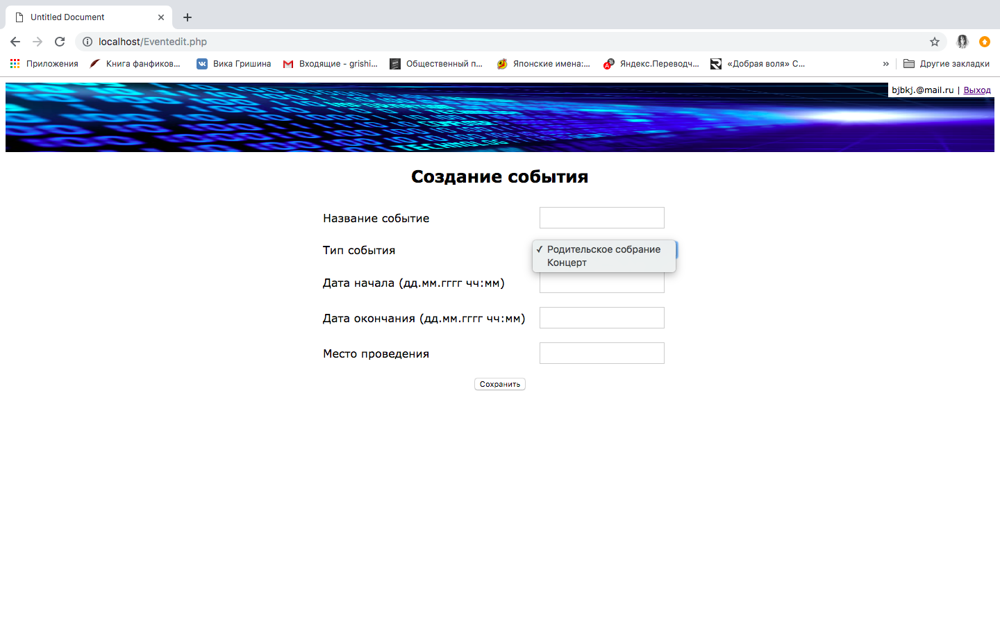 Untitled Document
localhost/Eventedit.php
Приложения
Книга фанфиков...
Вика Гришина
Входящие - grishi...
Общественный п...
Японские имена:...
Яндекс.Переводч...
«Добрая воля» С...
»
Другие закладки
bjbkj.@mail.ru | Выход
TECHNOLOG
Создание события
Название событие
Тип события
✓ Родительское собрание
Концерт
Дата начала (дд.мм.гггг чч:мм)
Дата окончания (дд.мм.гггг чч:мм)
Место проведения
Сохранить